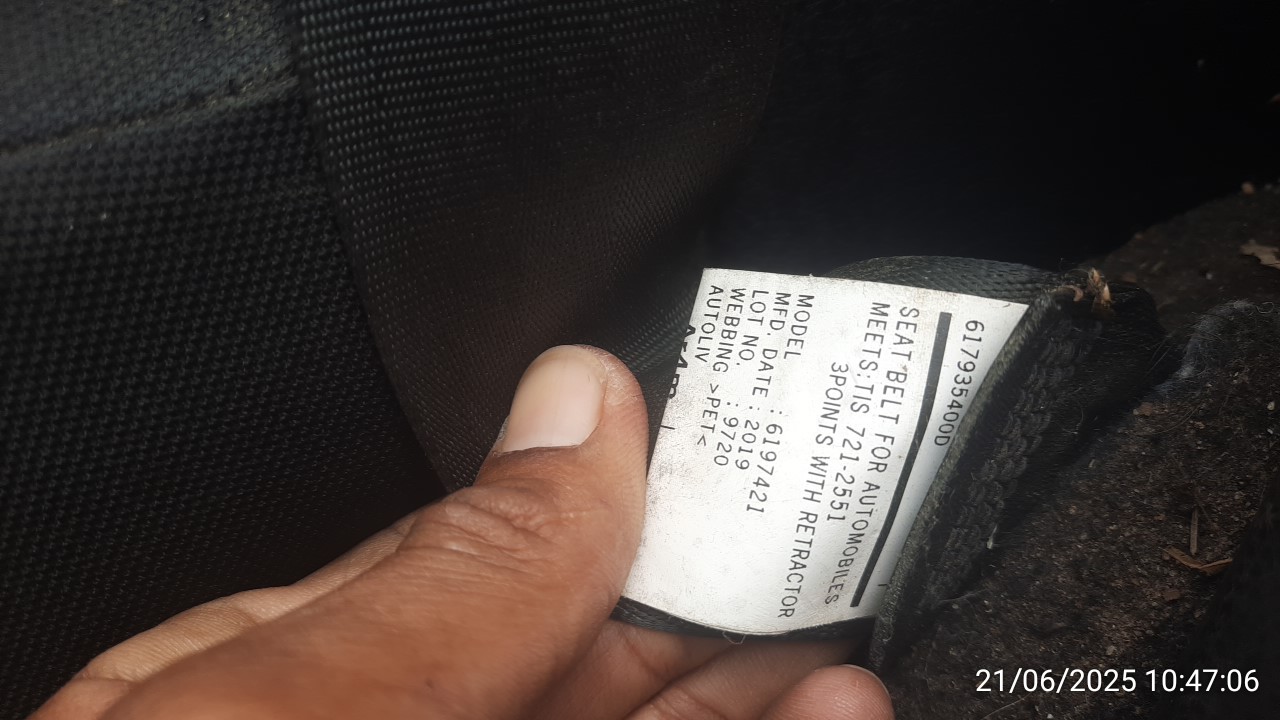 617935400D
SEAT BELT FOR AUTOMOBILES
MEETS:TIS 721-2551
3POINTS WITH RETRACTOR
MODEL : 6197421
MFD. DATE : 2019
LOT NO. : 9720
WEBBING >PET<
AUTOLIV
21/06/2025 10:47:06